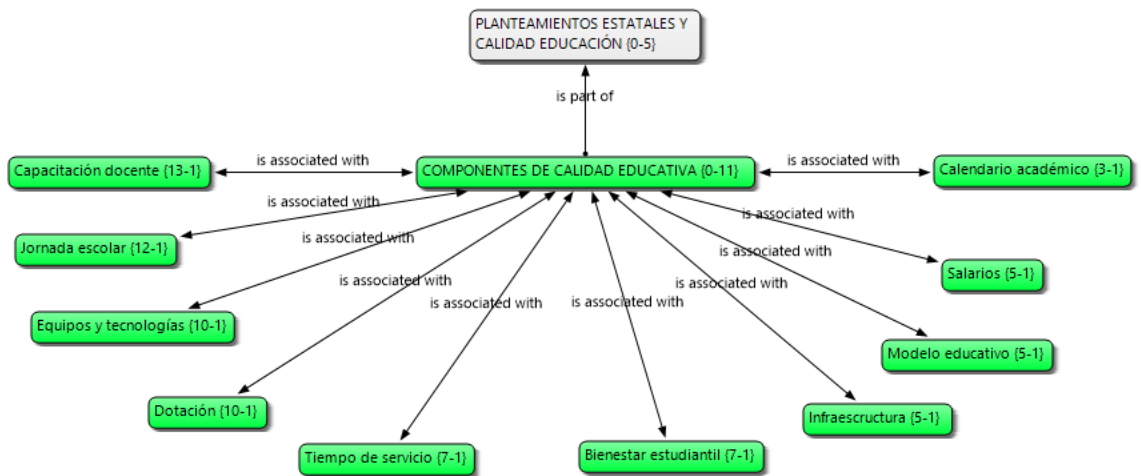 PLANTEAMIENTOS ESTATALES Y
CALIDAD EDUCACIÓN {0-5}
is part of
is associated with
is associated with
Capacitación docente {13-1}
COMPONENTES DE CALIDAD EDUCATIVA {0-11}
Calendario académico {3-1}
is associated with
is associated with
is associated with
Jornada escolar {12-1}
is associated with
Salarios {5-1}
is associated with
is associated with
is associated with
is associated with
Equipos y tecnologías {10-1}
Modelo educativo {5-1}
Dotación {10-1}
Infraescructura {5-1}
Tiempo de servicio {7-1}
Bienestar estudiantil {7-1}